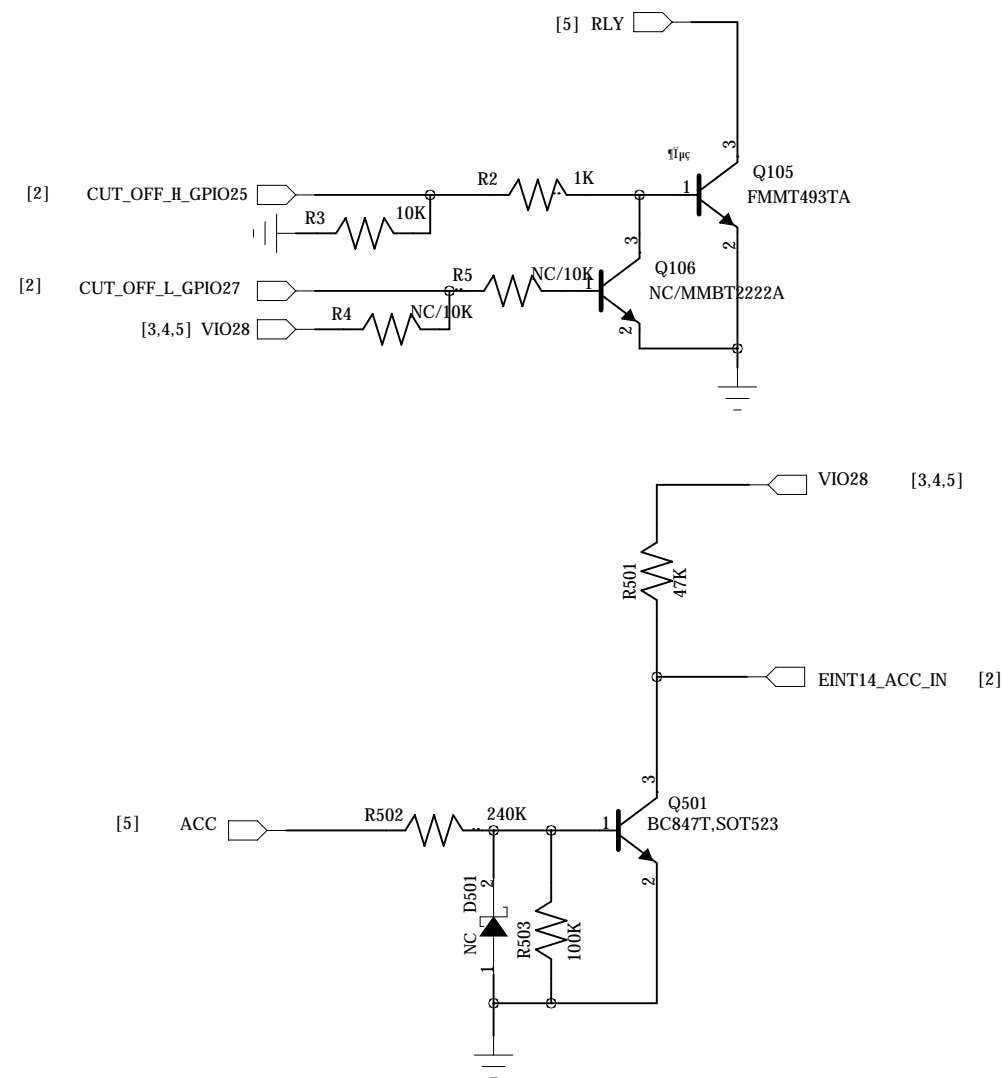 [5] RLY
3
¶Ïµç
Q105
1
FMMT493TA
R2
1K
[2] CUT_OFF_H_GPIO25
R3
10K
2
3
Q106
NC/MMBT2222A
R5
NC/10K
1
[2] CUT_OFF_L_GPIO27
R4
NC/10K
2
[3,4,5] VIO28
VIO28 [3,4,5]
R501
47K
EINT14_ACC_IN [2]
3
Q501
BC847T,SOT523
R502
240K
1
[5] ACC
2
D501
2
NC
1
R503
100K